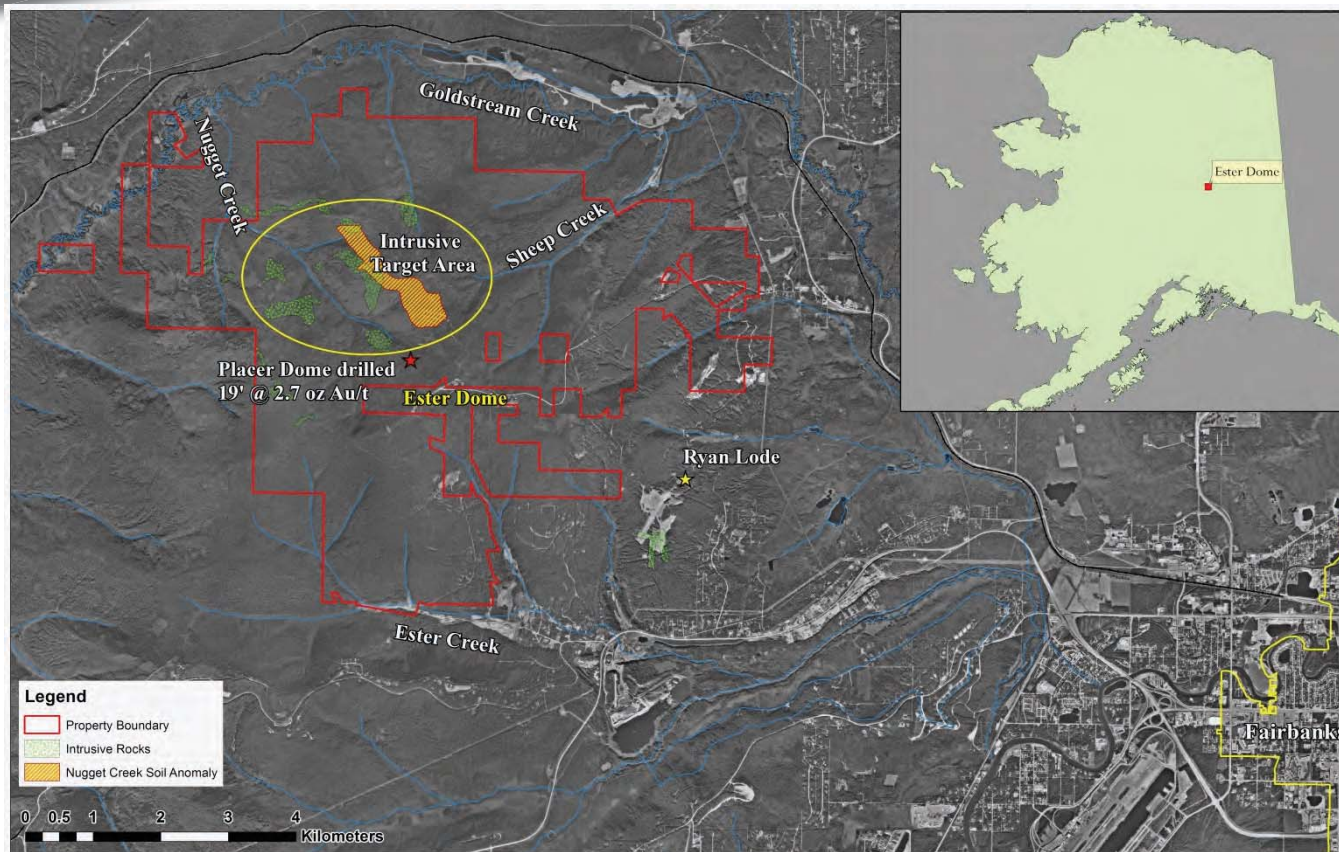 Goldstream Creek
Nugget Creek
Ester Dome
Sheep Creek
Intrusive
Target Area
Placer Dome drilled
19' @ 2.7 oz Au/t
Ester Dome
Ryan Lode
Ester Creek
Fairbanks
Legend
Property Boundary
Intrusive Rocks
Nugget Creek Soil Anomaly
0 0.5 1 2 3 4
Kilometers